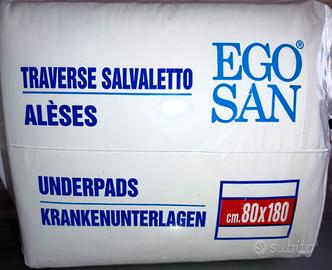 TRAVERSE SALVALETTO
ALÈSES
EGO®
SAN
UNDERPADS
KRANKENUNTERLAGEN
cm. 80x180
subito